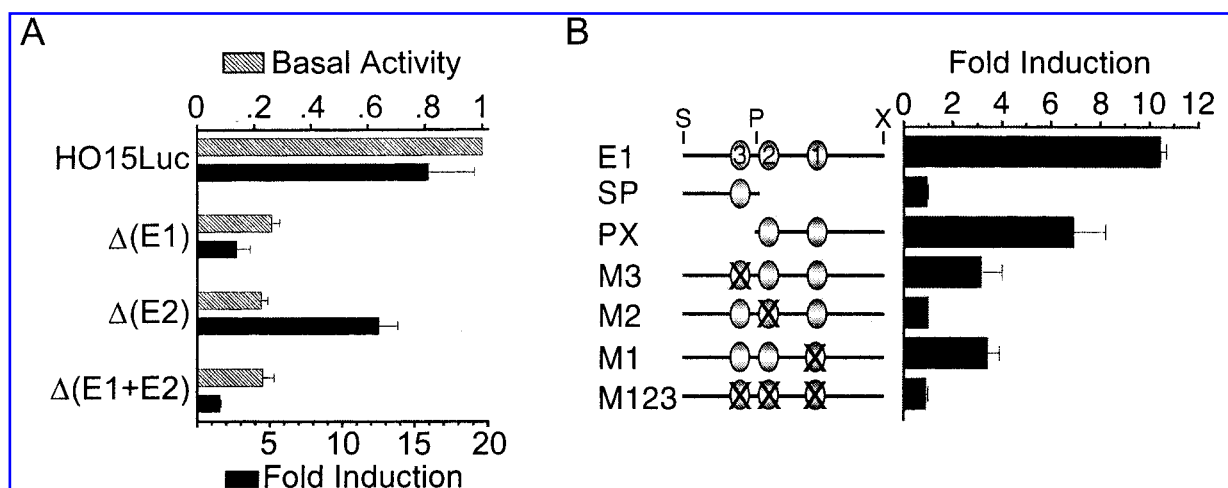 A
Basal Activity
0 .2 .4 .6 .8 1
HO15Luc
Δ(E1)
Δ(E2)
Δ(E1+E2)
5 10 15 20
Fold Induction
B
Fold Induction
0 2 4 6 8 10 12
S P X
E1 3 2 1
SP
PX
M3 X
M2 X
M1 X
M123 X X X